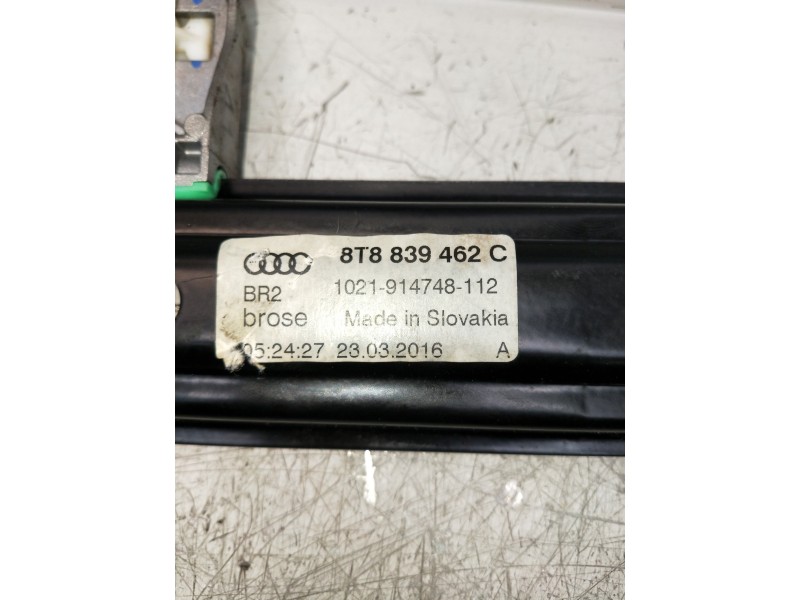 8T8 839 462 C
BR2 1021-914748-112
brose Made in Slovakia
05:24:27 23.03.2016 A